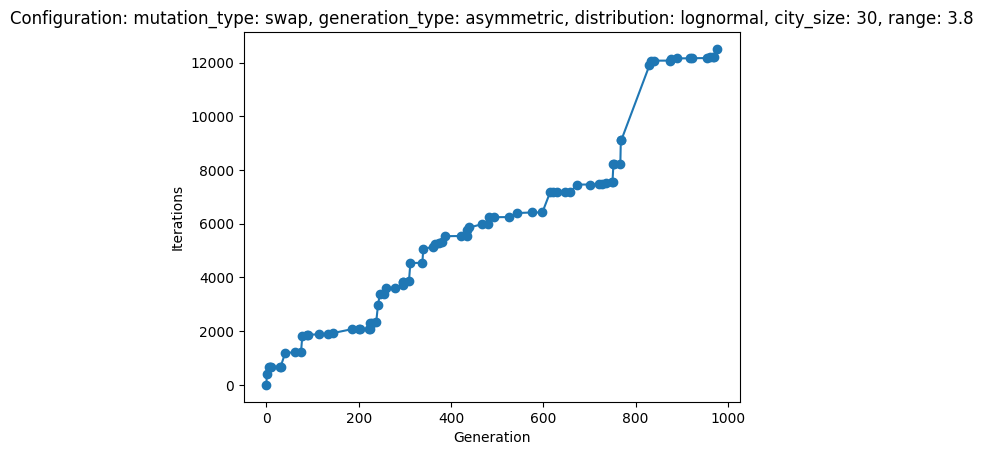 Configuration: mutation_type: swap, generation_type: asymmetric, distribution: lognormal, city_size: 30, range: 3.8
12000
10000
8000
6000
4000
2000
0
Iterations
0 200 400 600 800 1000
Generation